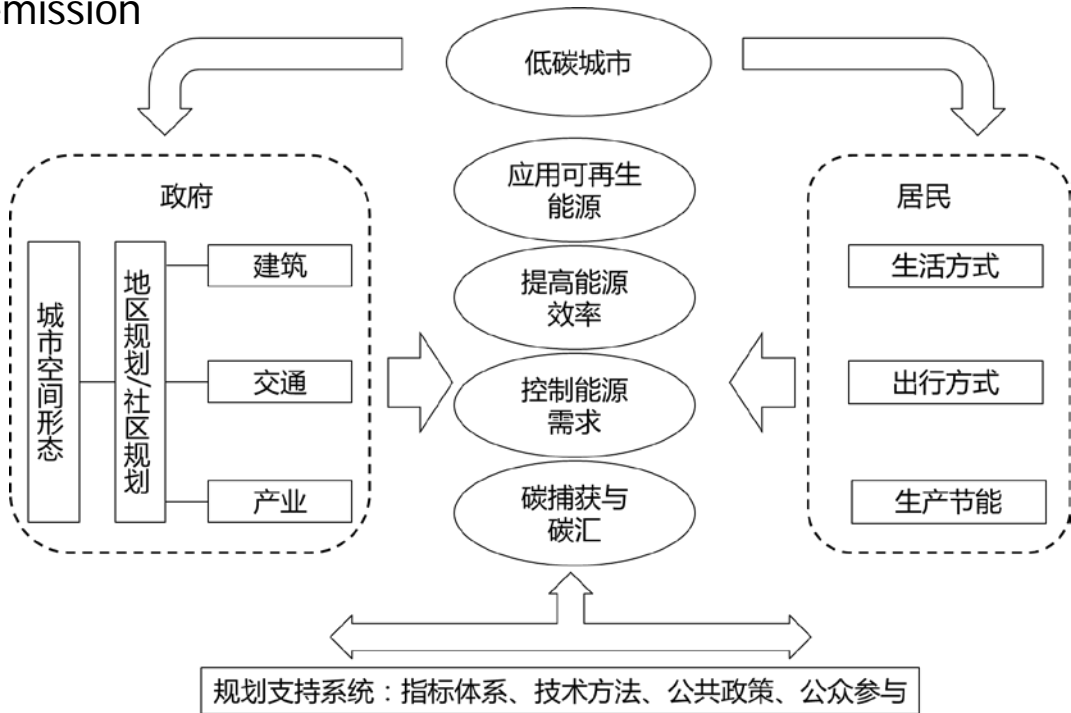 emission
低碳城市
政府
城市空间形态
地区规划/社区规划
建筑
交通
产业
应用可再生
能源
提高能源
效率
控制能源
需求
碳捕获与
碳汇
居民
生活方式
出行方式
生产节能
规划支持系统：指标体系、技术方法、公共政策、公众参与